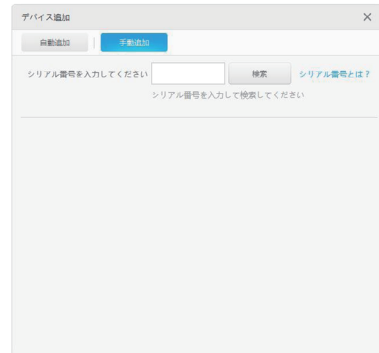 デバイス追加
自動追加 手動追加
シリアル番号を入力してください 検索 シリアル番号とは？
シリアル番号を入力して検索してください